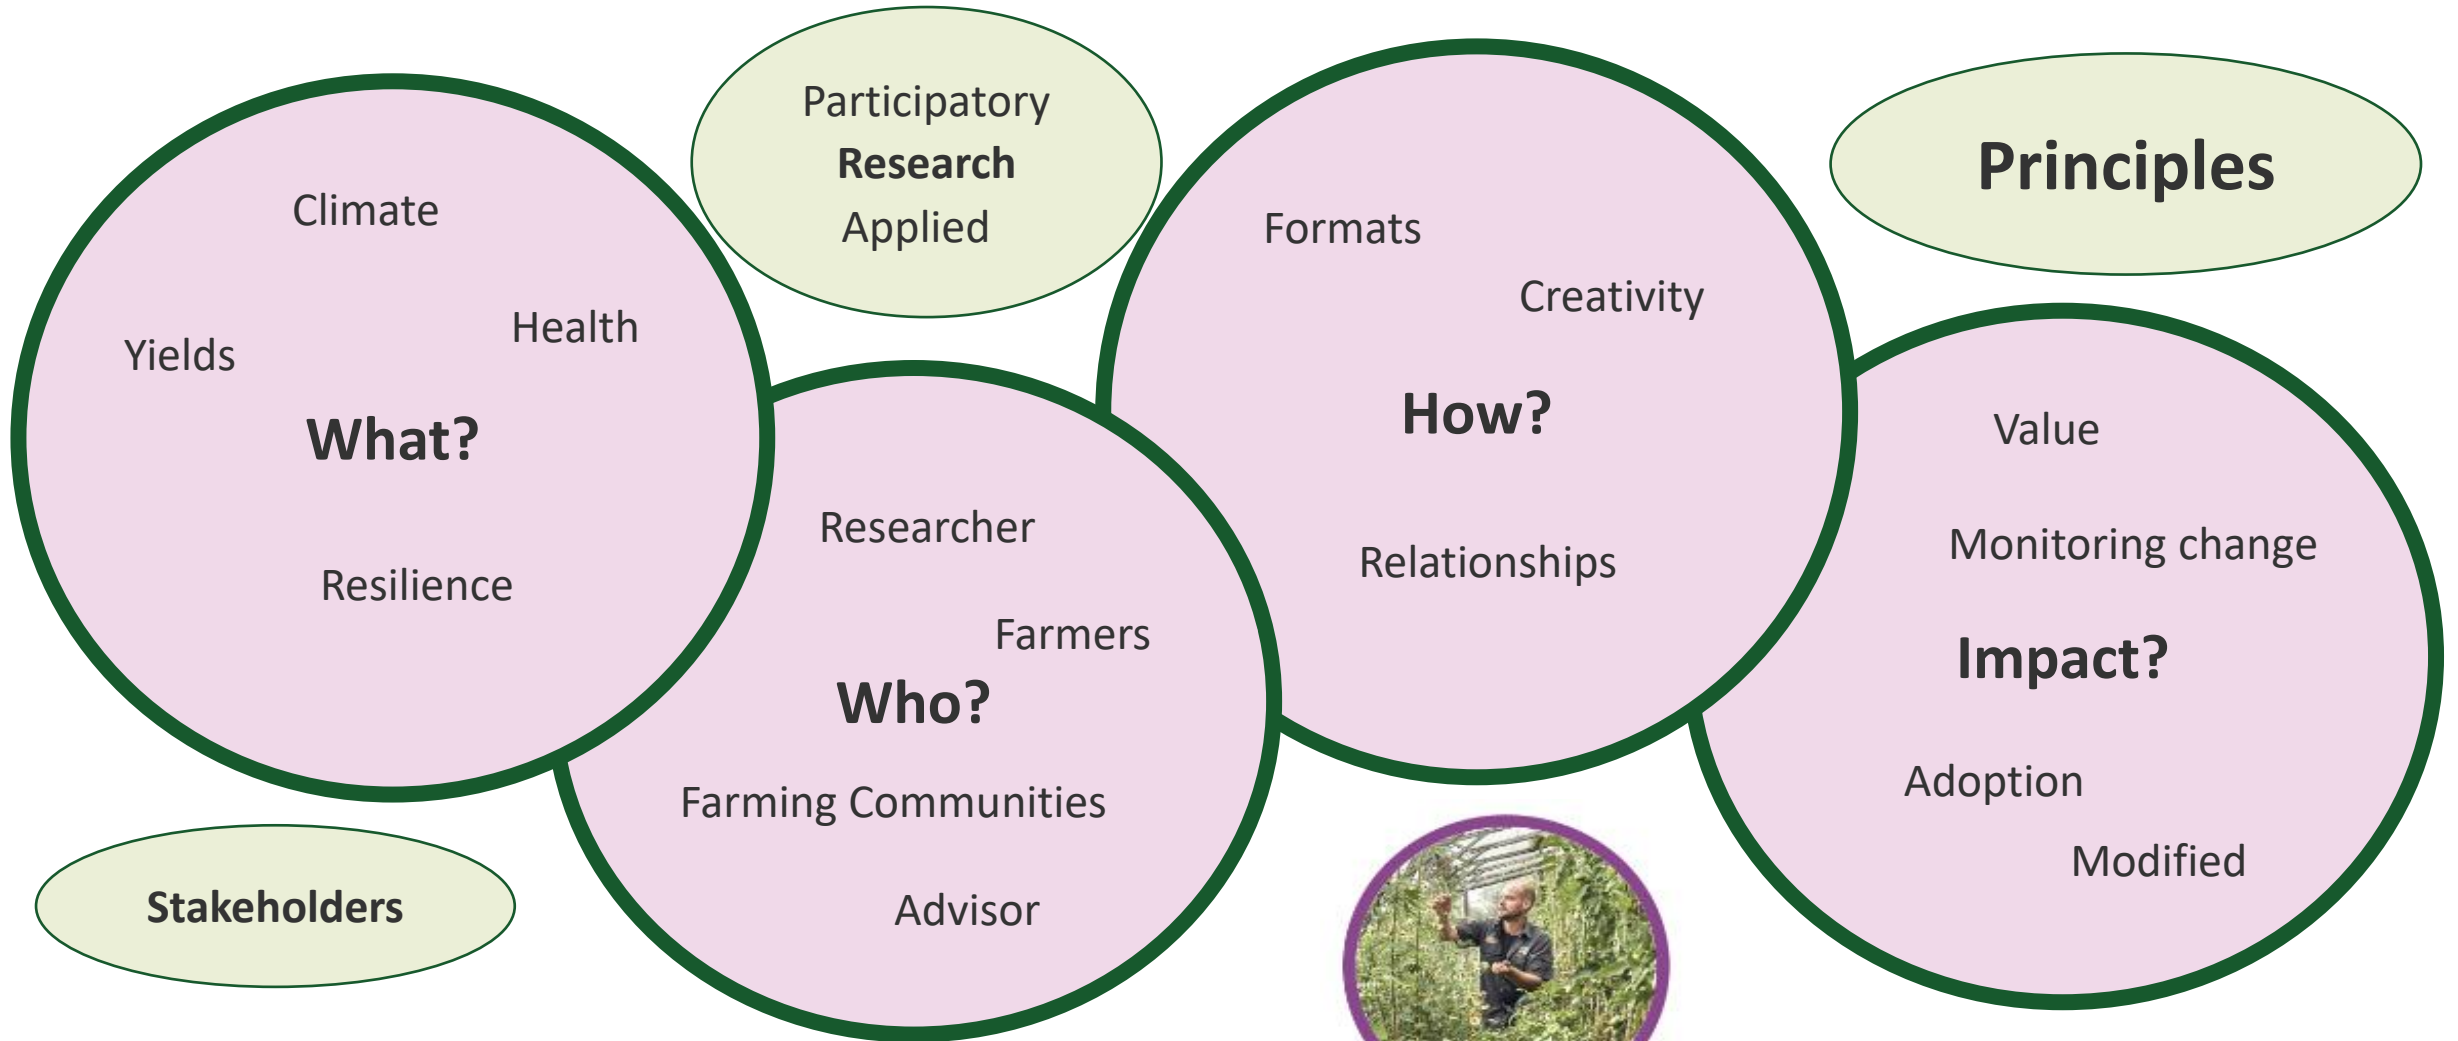 Climate
Yields
Health
What?
Resilience
Stakeholders
Participatory
Research
Applied
Researcher
Farmers
Who?
Farming Communities
Advisor
Formats
Creativity
How?
Relationships
Principles
Value
Monitoring change
Impact?
Adoption
Modified